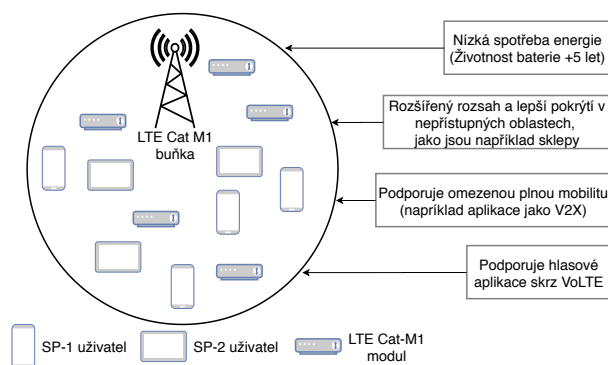 Nízká spotřeba energie
(Životnost baterie +5 let)
LTE Cat M1
buňka
Rozšířený rozsah a lepší pokrytí v
nepřístupných oblastech,
jako jsou například sklepy
Podporuje omezenou plnou mobilitu
(napríklad aplikace jako V2X)
Podporuje hlasové
aplikace skrz VoLTE
SP-1 uživatel
SP-2 uživatel
LTE Cat-M1
modul